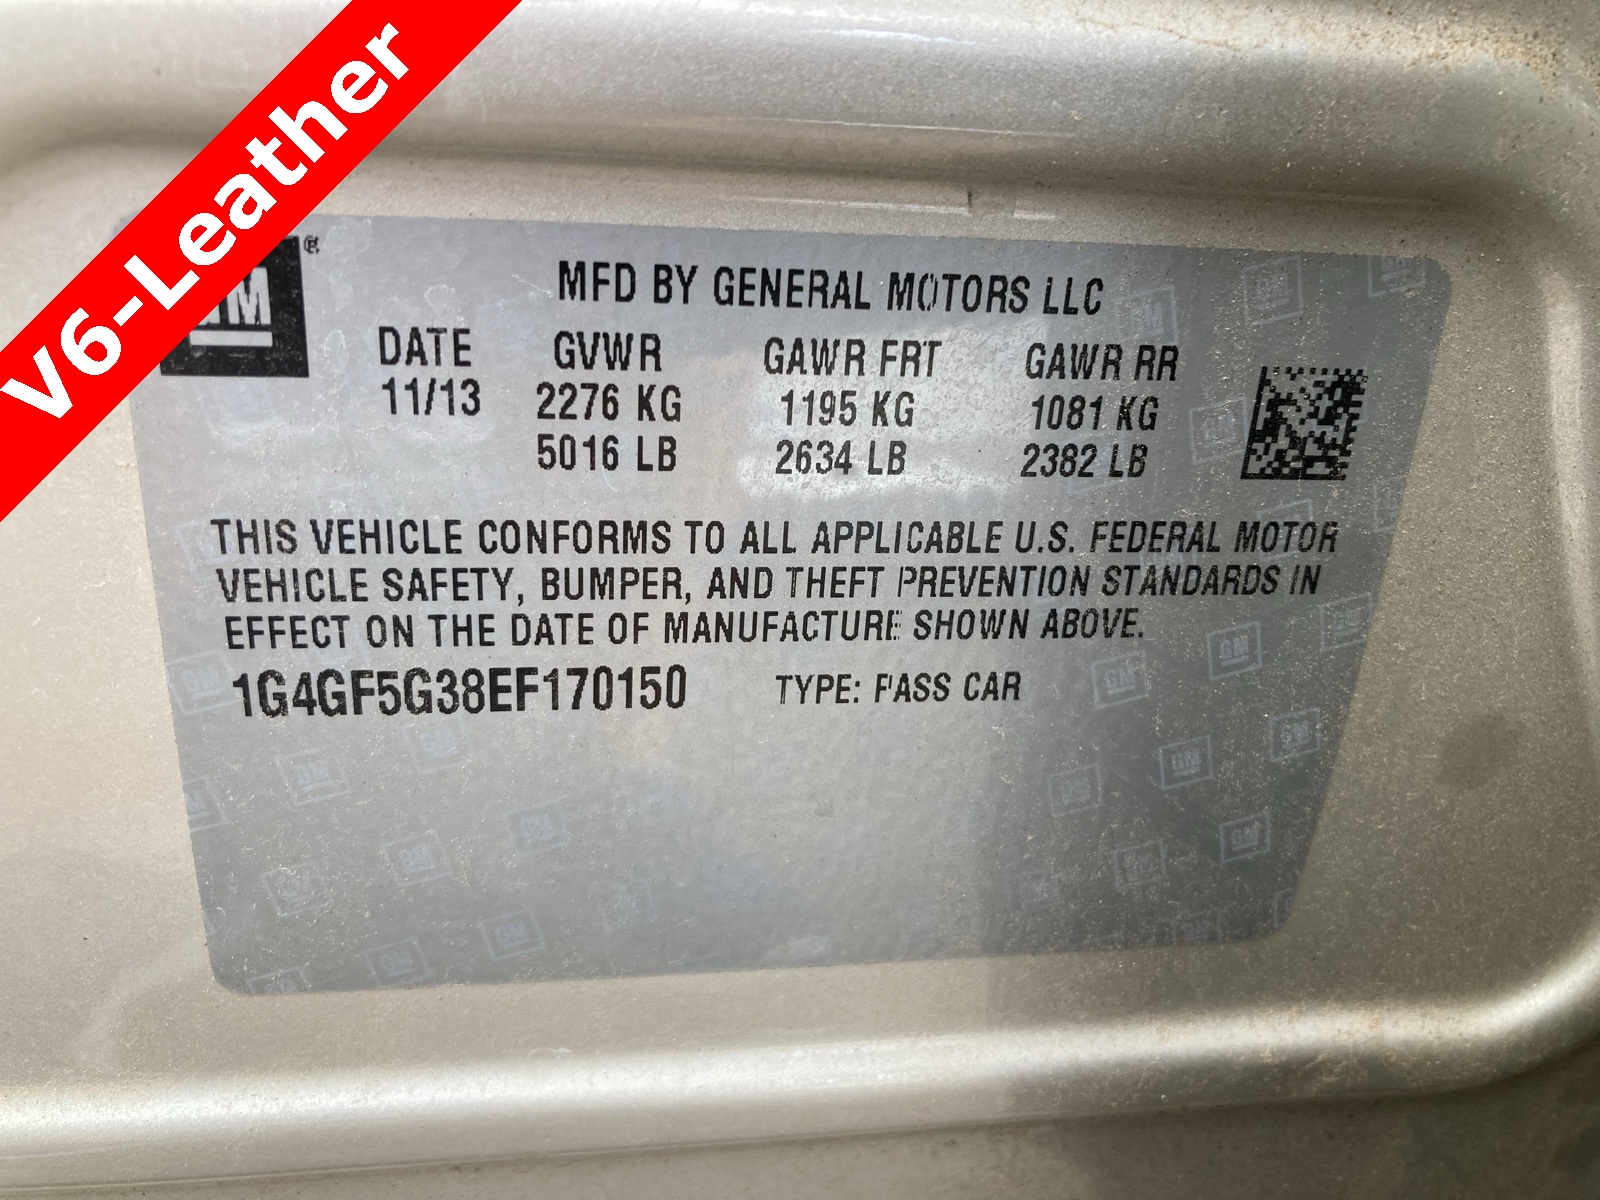 V6-Leather
GM ®
MFD BY GENERAL MOTORS LLC
DATE GVWR GAWR FRT GAWR RR
11/13 2276 KG 1195 KG 1081 KG
5016 LB 2634 LB 2382 LB
THIS VEHICLE CONFORMS TO ALL APPLICABLE U.S. FEDERAL MOTOR
VEHICLE SAFETY, BUMPER, AND THEFT PREVENTION STANDARDS IN
EFFECT ON THE DATE OF MANUFACTURE SHOWN ABOVE.
1G4GF5G38EF170150 TYPE: PASS CAR